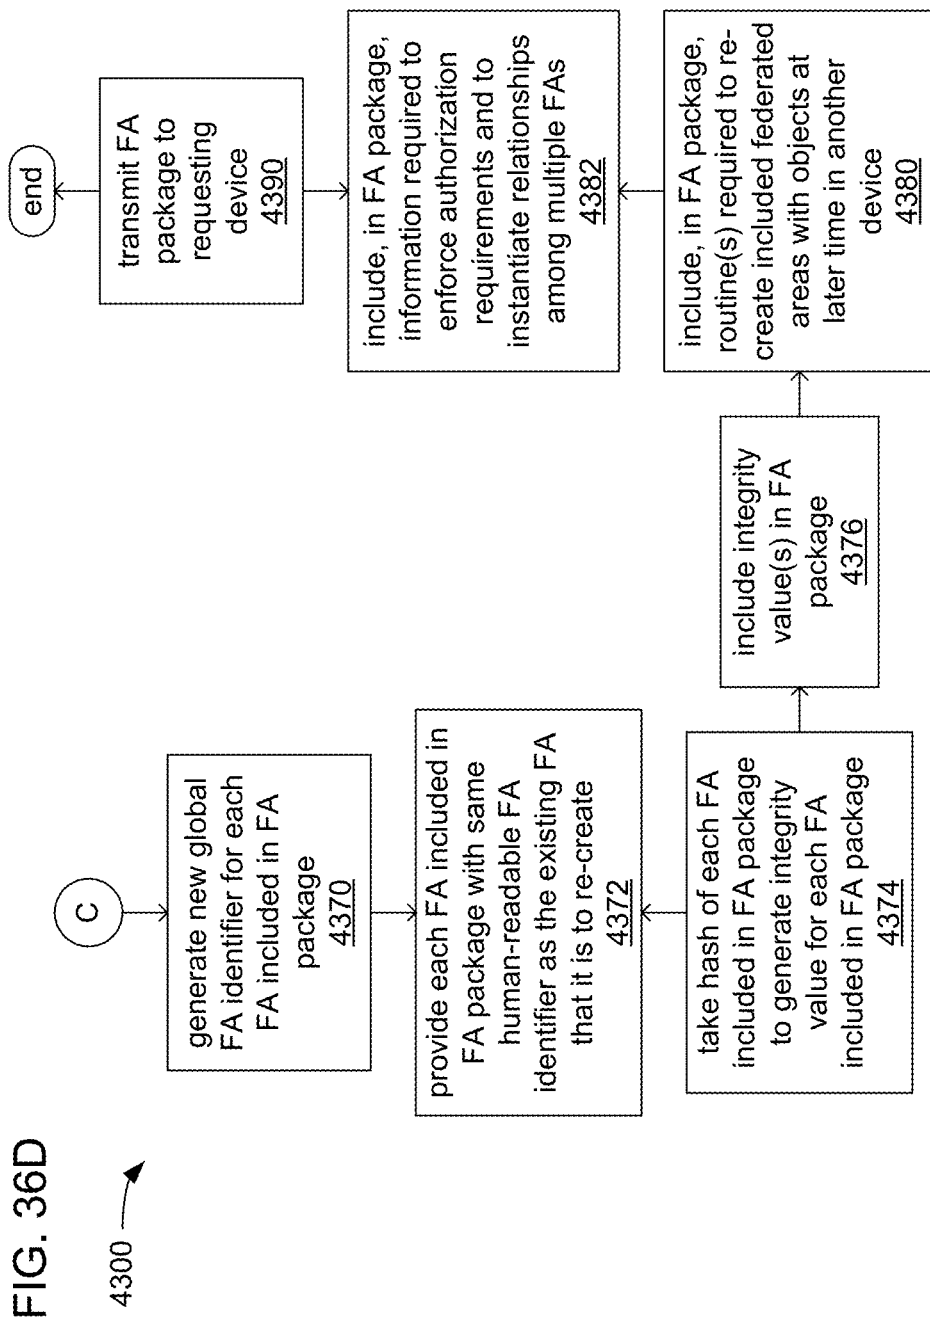 FIG. 36D
4300
C
generate new global
FA identifier for each
FA included in FA
package
4370
provide each FA included in
FA package with same
human-readable FA
identifier as the existing FA
that it is to re-create
4372
take hash of each FA
included in FA package
to generate integrity
value for each FA
included in FA package
4374
include integrity
value(s) in FA
package
4376
include, in FA package,
routine(s) required to re-
create included federated
areas with objects at
later time in another
device
4380
include, in FA package,
information required to
enforce authorization
requirements and to
instantiate relationships
among multiple FAs
4382
transmit FA
package to
requesting
device
4390
end